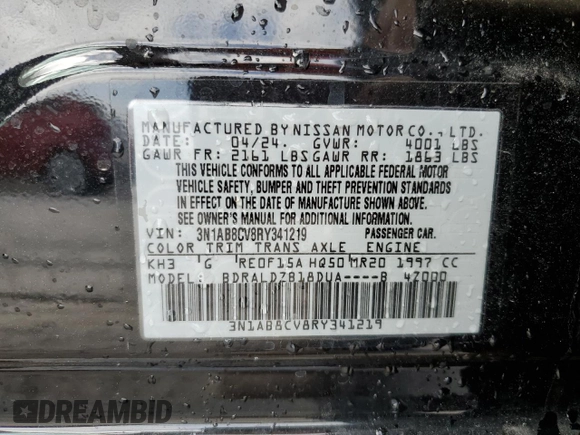 MANUFACTURED BY NISSAN MOTOR CO., LTD.
DATE: 04/24. GVWR: 4001 LBS
GAWR FR: 2161 LBS GAWR RR: 1863 LBS
THIS VEHICLE CONFORMS TO ALL APPLICABLE FEDERAL MOTOR
VEHICLE SAFETY, BUMPER AND THEFT PREVENTION STANDARDS
IN EFFECT ON THE DATE OF MANUFACTURE SHOWN ABOVE.
SEE OWNER'S MANUAL FOR ADDITIONAL INFORMATION.
VIN: 3N1AB8CV8RY341219 PASSENGER CAR.
COLOR TRIM TRANS AXLE ENGINE
KH3 G RE0F15A HQ50 MR20 1997 CC
MODEL: BDRALDZB18DUA----B 47000
3N1AB8CV8RY341219
DREAMBID